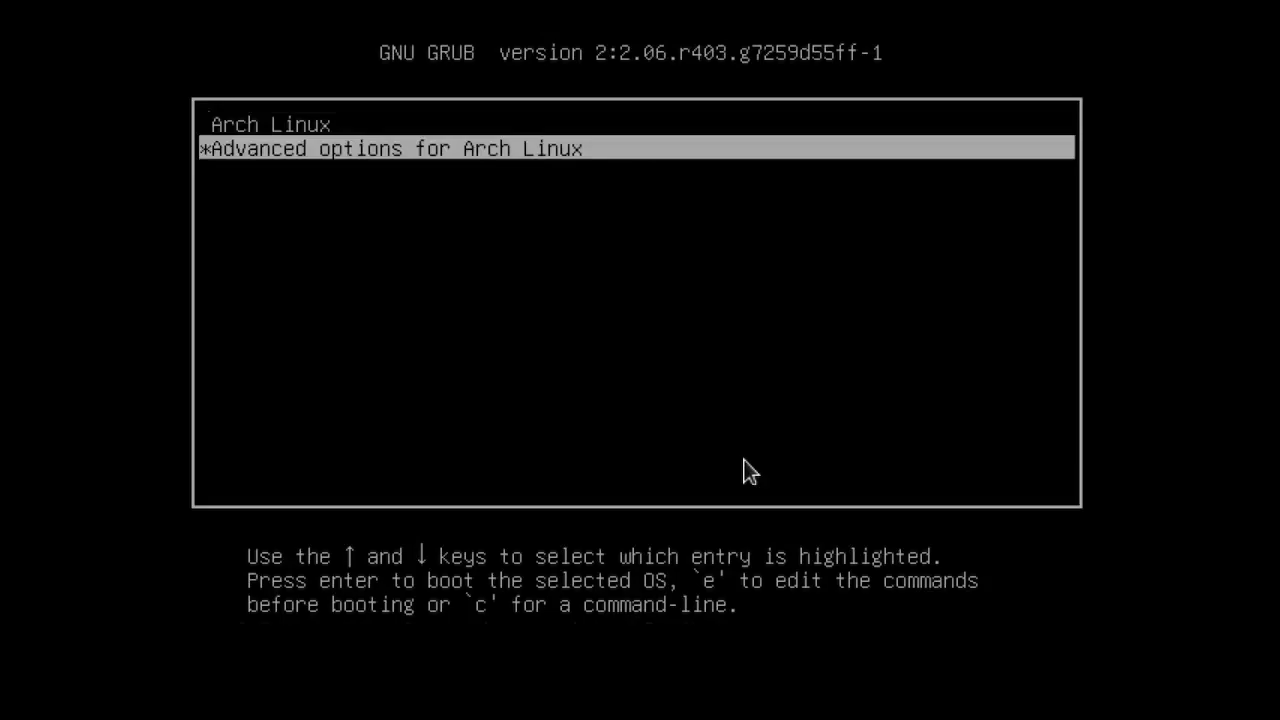 GNU GRUB  version 2:2.06.r403.g7259d55ff-1
Arch Linux
*Advanced options for Arch Linux
Use the ↑ and ↓ keys to select which entry is highlighted.
Press enter to boot the selected OS, `e' to edit the commands
before booting or `c' for a command-line.